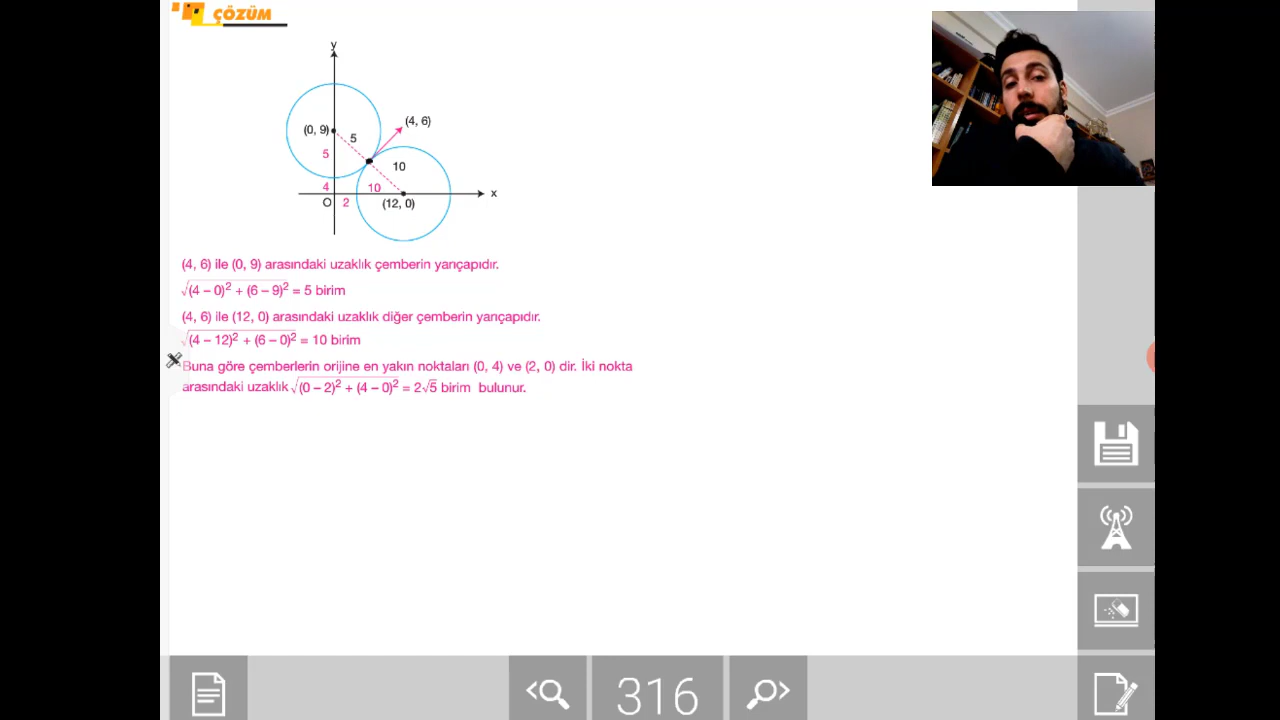 ÇÖZÜM
y
(0, 9)
5
(4, 6)
5
10
4
10
x
O
2
(12, 0)
(4, 6) ile (0, 9) arasındaki uzaklık çemberin yarıçapıdır.
√(4 – 0)² + (6 – 9)² = 5 birim
(4, 6) ile (12, 0) arasındaki uzaklık diğer çemberin yarıçapıdır.
√(4 – 12)² + (6 – 0)² = 10 birim
Buna göre çemberlerin orijine en yakın noktaları (0, 4) ve (2, 0) dir. İki nokta
arasındaki uzaklık √(0 – 2)² + (4 – 0)² = 2√5 birim bulunur.
316